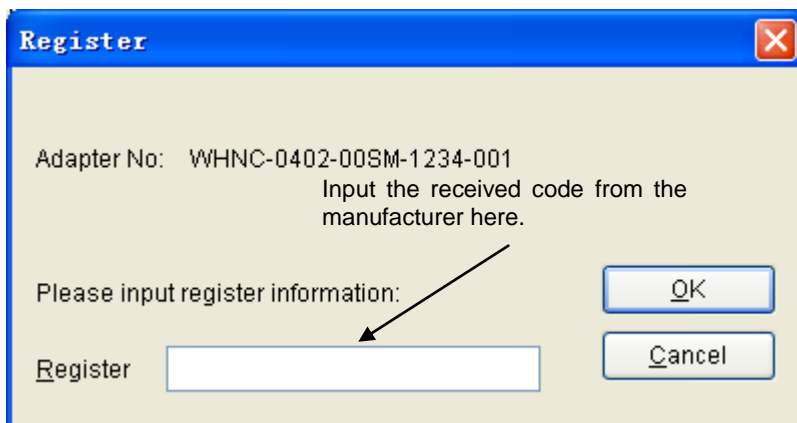 Register
Adapter No: WHNC-0402-00SM-1234-001
Input the received code from the
manufacturer here.
Please input register information:
OK
Register
Cancel